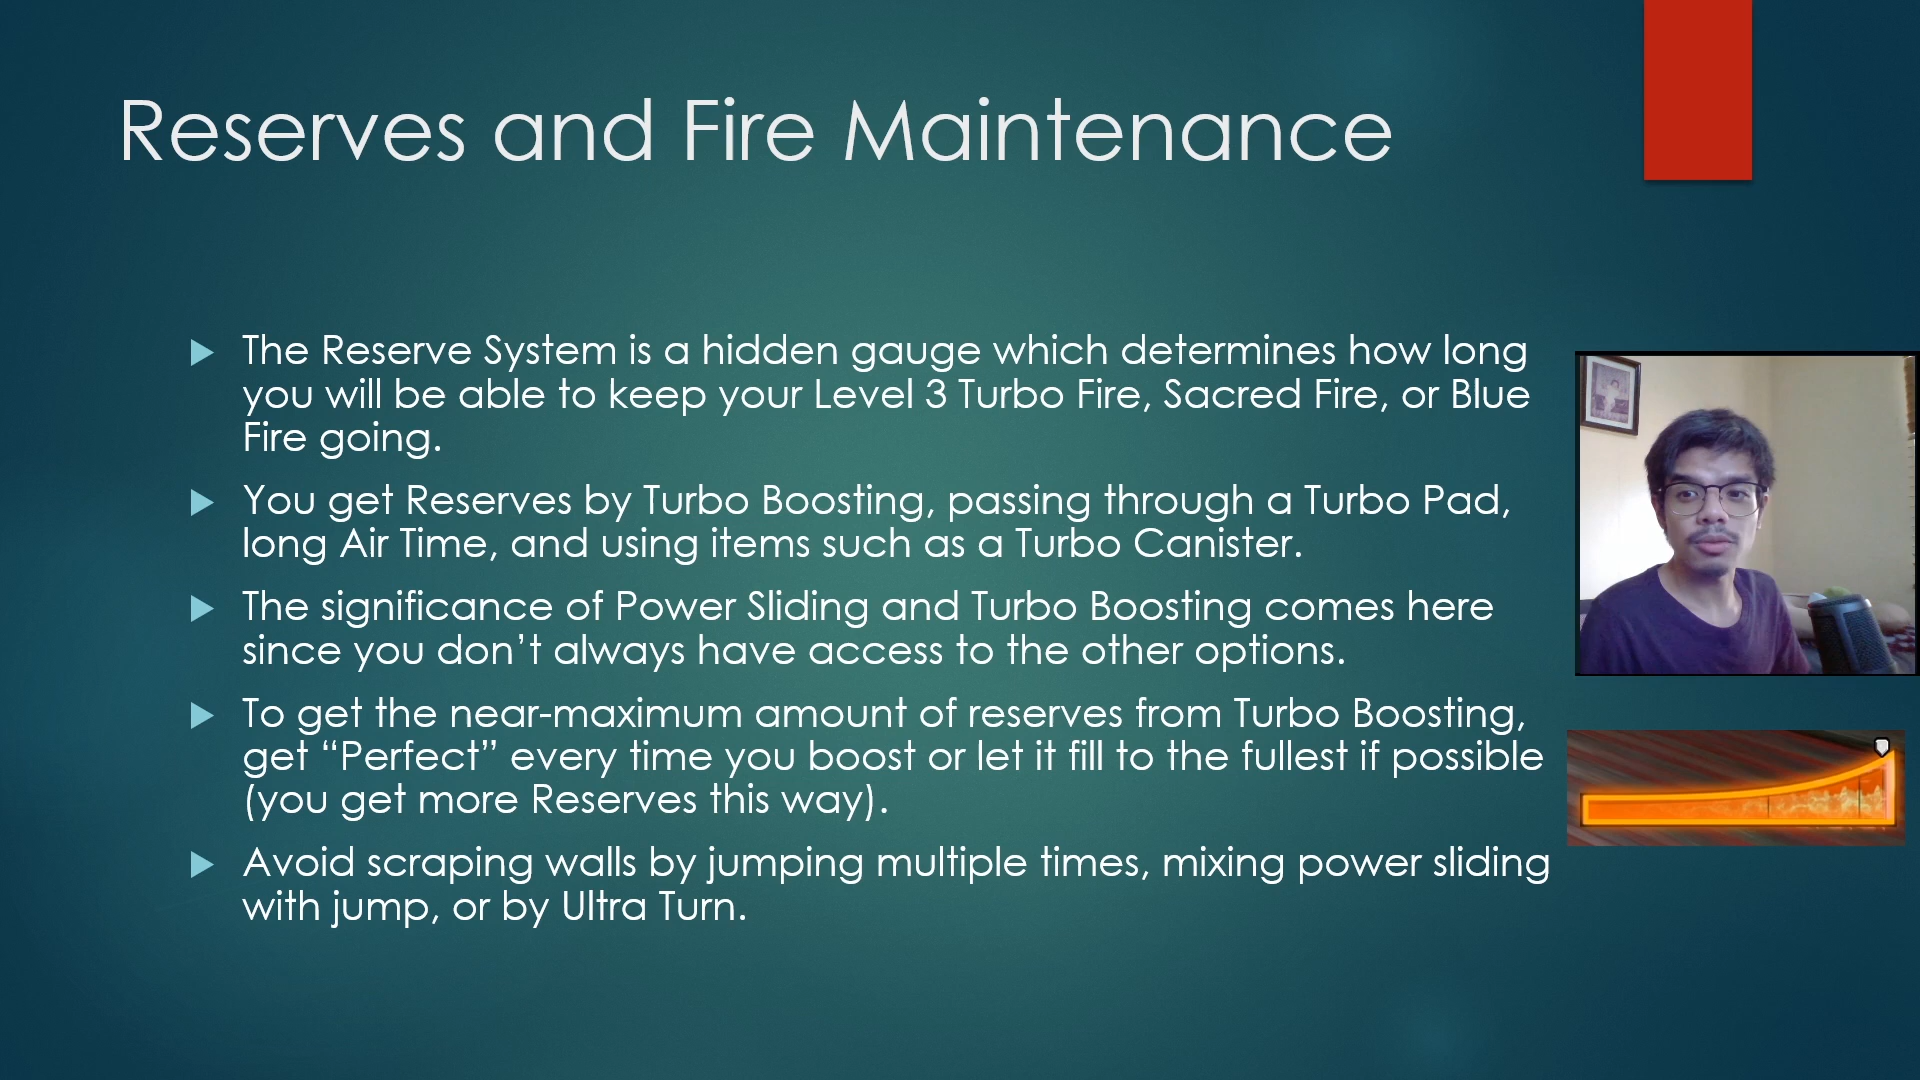 Reserves and Fire Maintenance
The Reserve System is a hidden gauge which determines how long
you will be able to keep your Level 3 Turbo Fire, Sacred Fire, or Blue
Fire going.
You get Reserves by Turbo Boosting, passing through a Turbo Pad,
long Air Time, and using items such as a Turbo Canister.
The significance of Power Sliding and Turbo Boosting comes here
since you don’t always have access to the other options.
To get the near-maximum amount of reserves from Turbo Boosting,
get “Perfect” every time you boost or let it fill to the fullest if possible
(you get more Reserves this way).
Avoid scraping walls by jumping multiple times, mixing power sliding
with jump, or by Ultra Turn.